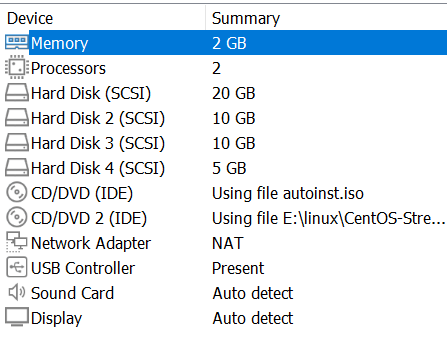 Device Summary
Memory 2 GB
Processors 2
Hard Disk (SCSI) 20 GB
Hard Disk 2 (SCSI) 10 GB
Hard Disk 3 (SCSI) 10 GB
Hard Disk 4 (SCSI) 5 GB
CD/DVD (IDE) Using file autoinst.iso
CD/DVD 2 (IDE) Using file E:\linux\CentOS-Stre...
Network Adapter NAT
USB Controller Present
Sound Card Auto detect
Display Auto detect